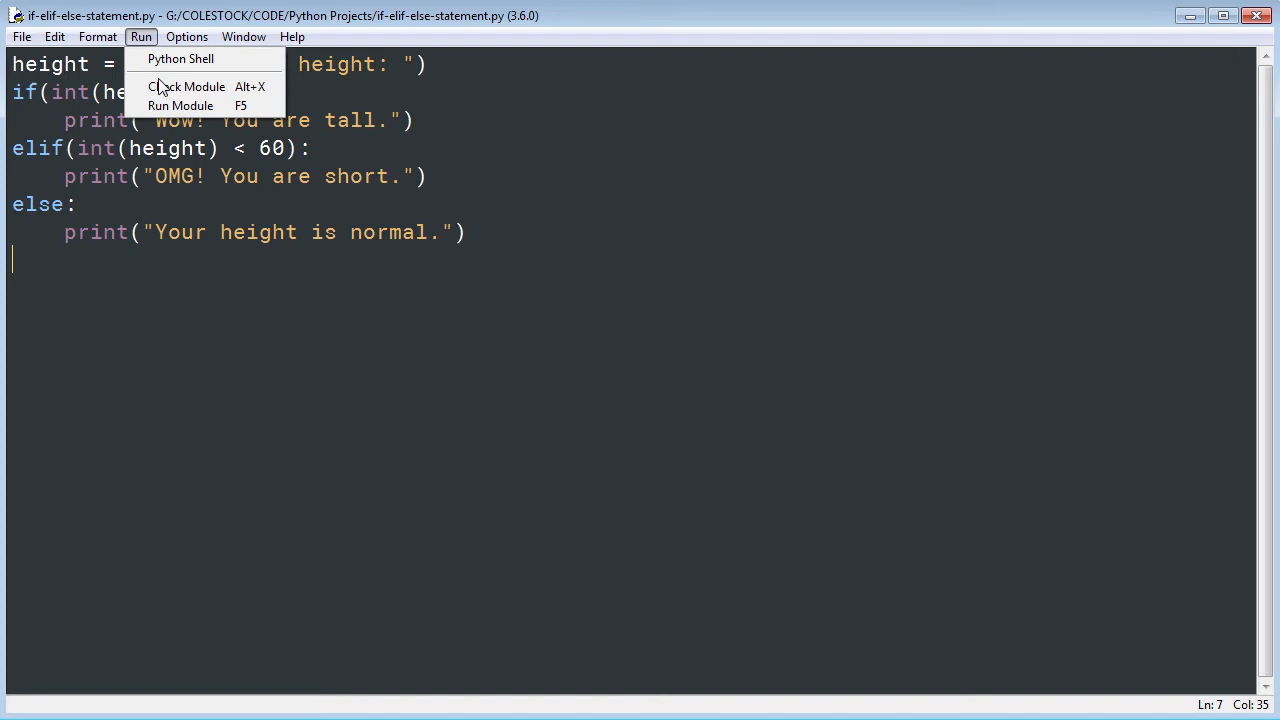 if-elif-else-statement.py - G:/COLESTOCK/CODE/Python Projects/if-elif-else-statement.py (3.6.0)
File Edit Format Run Options Window Help
Python Shell
Check Module Alt+X
Run Module F5
height = height: ")
if(int(he
print("Wow! You are tall.")
elif(int(height) < 60):
print("OMG! You are short.")
else:
print("Your height is normal.")
Ln: 7 Col: 35